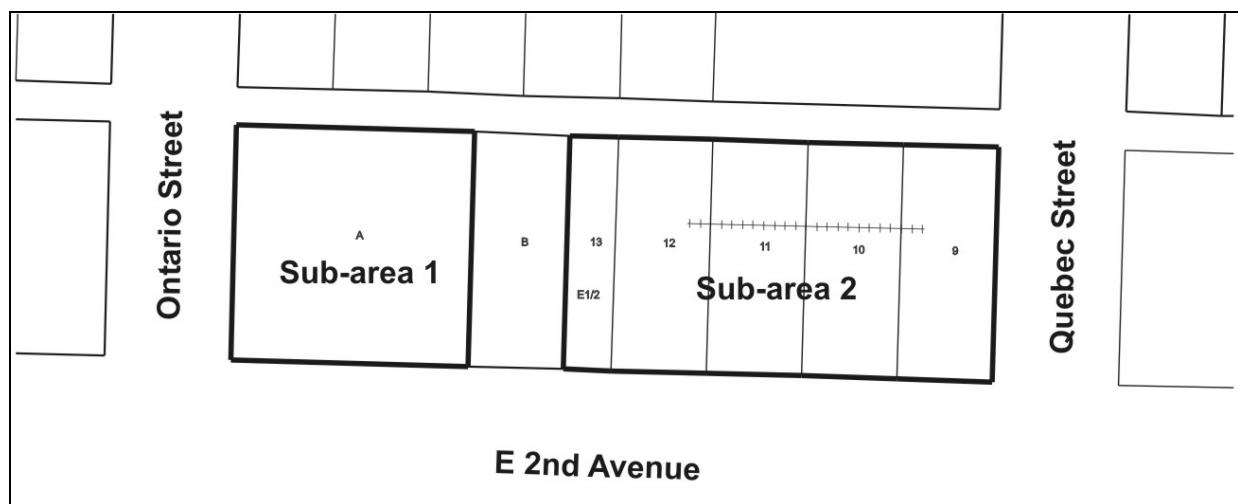 Ontario Street
A
Sub-area 1
B
13
E1/2
12
11
10
9
Sub-area 2
Quebec Street
E 2nd Avenue